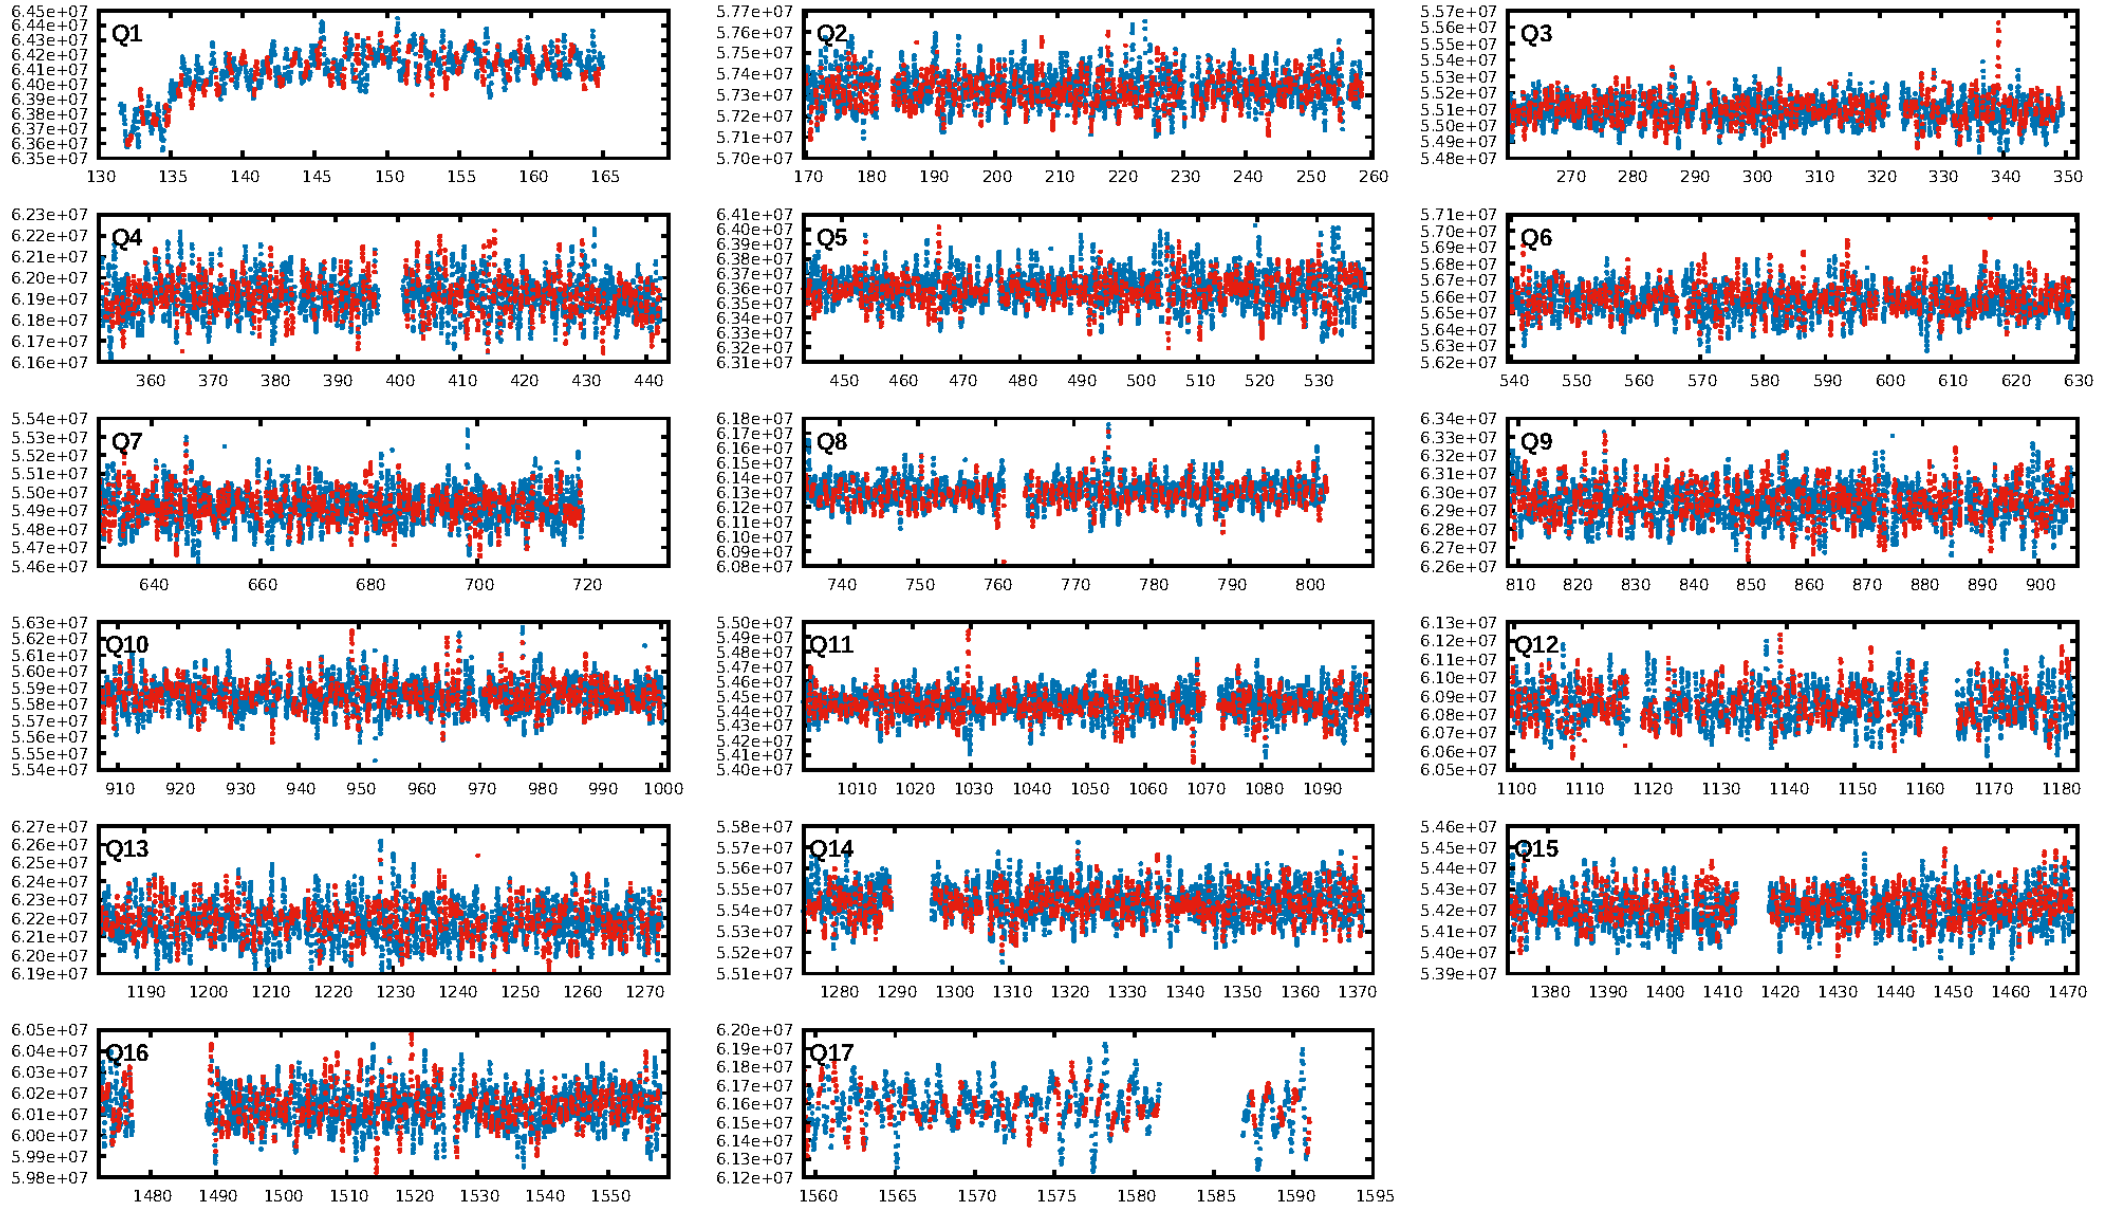 Q1
6.45e+07
6.44e+07
6.43e+07
6.42e+07
6.41e+07
6.40e+07
6.39e+07
6.38e+07
6.37e+07
6.36e+07
6.35e+07
130 135 140 145 150 155 160 165
Q2
5.77e+07
5.76e+07
5.75e+07
5.74e+07
5.73e+07
5.72e+07
5.71e+07
5.70e+07
170 180 190 200 210 220 230 240 250 260
Q3
5.57e+07
5.56e+07
5.55e+07
5.54e+07
5.53e+07
5.52e+07
5.51e+07
5.50e+07
5.49e+07
5.48e+07
270 280 290 300 310 320 330 340 350
Q4
6.23e+07
6.22e+07
6.21e+07
6.20e+07
6.19e+07
6.18e+07
6.17e+07
6.16e+07
360 370 380 390 400 410 420 430 440
Q5
6.41e+07
6.40e+07
6.39e+07
6.38e+07
6.37e+07
6.36e+07
6.35e+07
6.34e+07
6.33e+07
6.32e+07
6.31e+07
450 460 470 480 490 500 510 520 530
Q6
5.71e+07
5.70e+07
5.69e+07
5.68e+07
5.67e+07
5.66e+07
5.65e+07
5.64e+07
5.63e+07
5.62e+07
540 550 560 570 580 590 600 610 620 630
Q7
5.54e+07
5.53e+07
5.52e+07
5.51e+07
5.50e+07
5.49e+07
5.48e+07
5.47e+07
5.46e+07
640 660 680 700 720
Q8
6.18e+07
6.17e+07
6.16e+07
6.15e+07
6.14e+07
6.13e+07
6.12e+07
6.11e+07
6.10e+07
6.09e+07
6.08e+07
740 750 760 770 780 790 800
Q9
6.34e+07
6.33e+07
6.32e+07
6.31e+07
6.30e+07
6.29e+07
6.28e+07
6.27e+07
6.26e+07
810 820 830 840 850 860 870 880 890 900
Q10
5.63e+07
5.62e+07
5.61e+07
5.60e+07
5.59e+07
5.58e+07
5.57e+07
5.56e+07
5.55e+07
5.54e+07
910 920 930 940 950 960 970 980 990 1000
Q11
5.50e+07
5.49e+07
5.48e+07
5.47e+07
5.46e+07
5.45e+07
5.44e+07
5.43e+07
5.42e+07
5.41e+07
5.40e+07
1010 1020 1030 1040 1050 1060 1070 1080 1090
Q12
6.13e+07
6.12e+07
6.11e+07
6.10e+07
6.09e+07
6.08e+07
6.07e+07
6.06e+07
6.05e+07
1100 1110 1120 1130 1140 1150 1160 1170 1180
Q13
6.27e+07
6.26e+07
6.25e+07
6.24e+07
6.23e+07
6.22e+07
6.21e+07
6.20e+07
6.19e+07
1190 1200 1210 1220 1230 1240 1250 1260 1270
Q14
5.58e+07
5.57e+07
5.56e+07
5.55e+07
5.54e+07
5.53e+07
5.52e+07
5.51e+07
1280 1290 1300 1310 1320 1330 1340 1350 1360 1370
Q15
5.46e+07
5.45e+07
5.44e+07
5.43e+07
5.42e+07
5.41e+07
5.40e+07
5.39e+07
1380 1390 1400 1410 1420 1430 1440 1450 1460 1470
Q16
6.05e+07
6.04e+07
6.03e+07
6.02e+07
6.01e+07
6.00e+07
5.99e+07
5.98e+07
1480 1490 1500 1510 1520 1530 1540 1550
Q17
6.20e+07
6.19e+07
6.18e+07
6.17e+07
6.16e+07
6.15e+07
6.14e+07
6.13e+07
6.12e+07
1560 1565 1570 1575 1580 1585 1590 1595